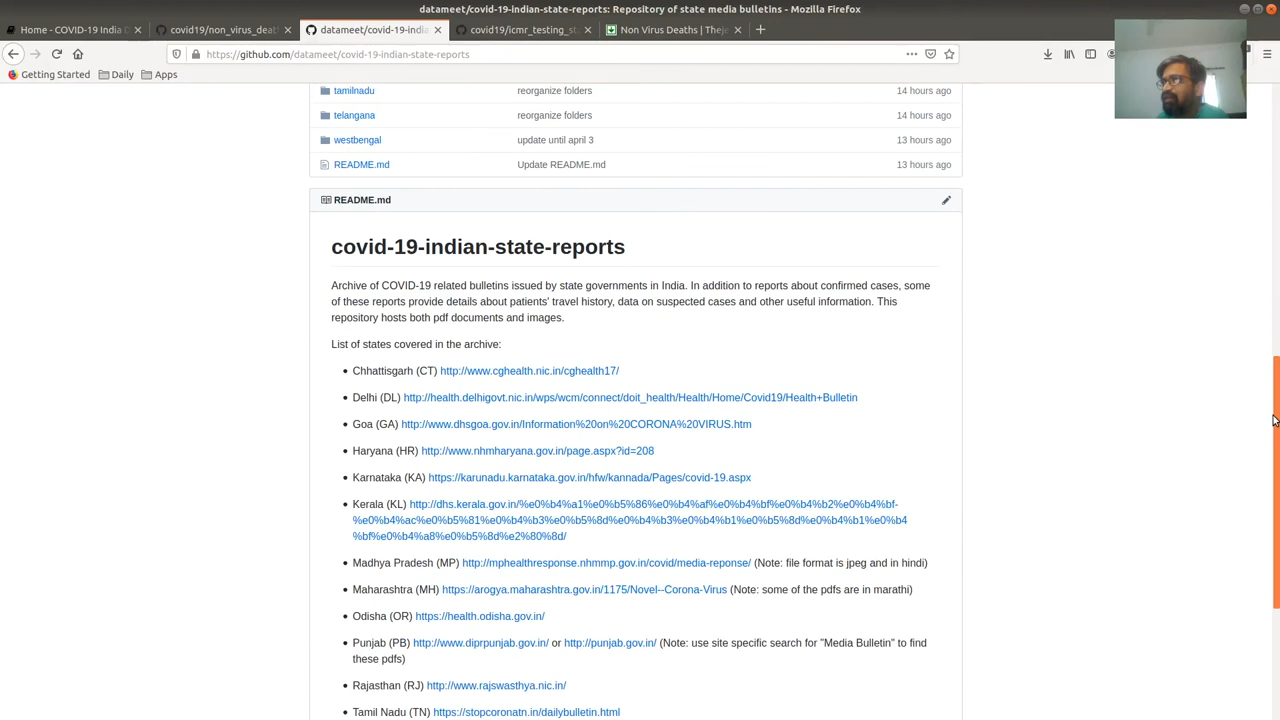 datameet/covid-19-indian-state-reports: Repository of state media bulletins - Mozilla Firefox
Home - COVID-19 India D
covid19/non_virus_deat
datameet/covid-19-india
covid19/icmr_testing_st
Non Virus Deaths | Thejes
https://github.com/datameet/covid-19-indian-state-reports
Getting Started
Daily
Apps
tamilnadu reorganize folders 14 hours ago
telangana reorganize folders 14 hours ago
westbengal update until april 3 13 hours ago
README.md Update README.md 13 hours ago
README.md
covid-19-indian-state-reports
Archive of COVID-19 related bulletins issued by state governments in India. In addition to reports about confirmed cases, some
of these reports provide details about patients' travel history, data on suspected cases and other useful information. This
repository hosts both pdf documents and images.
List of states covered in the archive:
Chhattisgarh (CT) http://www.cghealth.nic.in/cghealth17/
Delhi (DL) http://health.delhigovt.nic.in/wps/wcm/connect/doit_health/Health/Home/Covid19/Health+Bulletin
Goa (GA) http://www.dhsgoa.gov.in/Information%20on%20CORONA%20VIRUS.htm
Haryana (HR) http://www.nhmharyana.gov.in/page.aspx?id=208
Karnataka (KA) https://karunadu.karnataka.gov.in/hfw/kannada/Pages/covid-19.aspx
Kerala (KL) http://dhs.kerala.gov.in/%e0%b4%a1%e0%b5%86%e0%b4%af%e0%b4%bf%e0%b4%b2%e0%b4%bf-
%e0%b4%ac%e0%b5%81%e0%b4%b3%e0%b5%8d%e0%b4%b3%e0%b4%b1%e0%b5%8d%e0%b4%b1%e0%b4
%bf%e0%b4%a8%e0%b5%8d%e2%80%8d/
Madhya Pradesh (MP) http://mphealthresponse.nhmmp.gov.in/covid/media-reponse/ (Note: file format is jpeg and in hindi)
Maharashtra (MH) https://arogya.maharashtra.gov.in/1175/Novel--Corona-Virus (Note: some of the pdfs are in marathi)
Odisha (OR) https://health.odisha.gov.in/
Punjab (PB) http://www.diprpunjab.gov.in/ or http://punjab.gov.in/ (Note: use site specific search for "Media Bulletin" to find
these pdfs)
Rajasthan (RJ) http://www.rajswasthya.nic.in/
Tamil Nadu (TN) https://stopcoronatn.in/dailybulletin.html